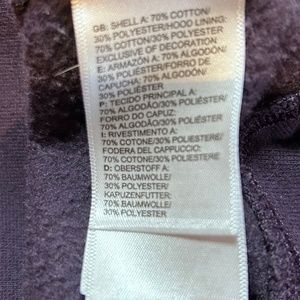 GB: SHELL A: 70% COTTON/
30% POLYESTER/HOOD LINING:
70% COTTON/30% POLYESTER/
EXCLUSIVE OF DECORATION
E: ARMAZÓN A: 70% ALGODÓN/
30% POLIÉSTER/FORRO DE
CAPUCHA: 70% ALGODÓN/
30% POLIÉSTER
P: TECIDO PRINCIPAL A:
70% ALGODÃO/30% POLIÉSTER/
FORRO DO CAPUZ:
70% ALGODÃO/30% POLIÉSTER
I: RIVESTIMENTO A:
70% COTONE/30% POLIESTERE/
FODERA DEL CAPPUCCIO:
70% COTONE/30% POLIESTERE
D: OBERSTOFF A:
70% BAUMWOLLE/
30% POLYESTER/
KAPUZENFUTTER:
70% BAUMWOLLE/
30% POLYESTER